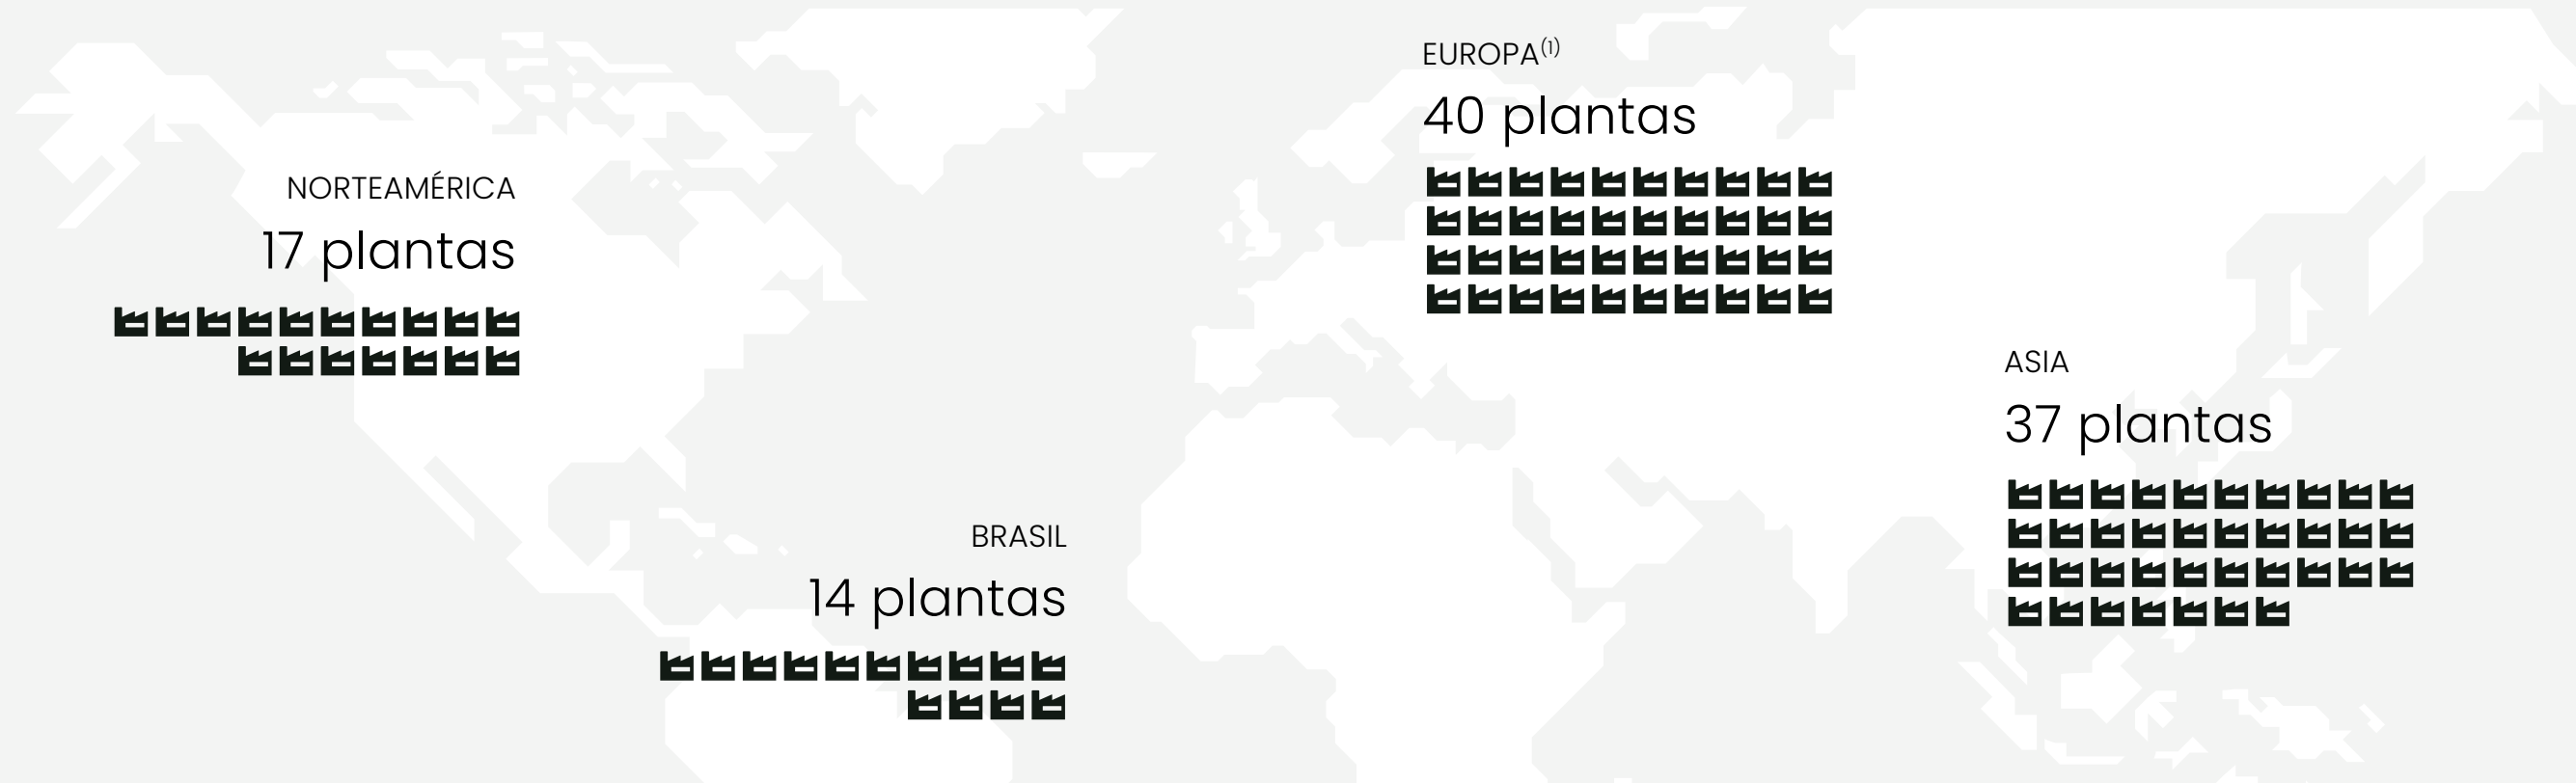 NORTEAMÉRICA
17 plantas
BRASIL
14 plantas
EUROPA(1)
40 plantas
ASIA
37 plantas